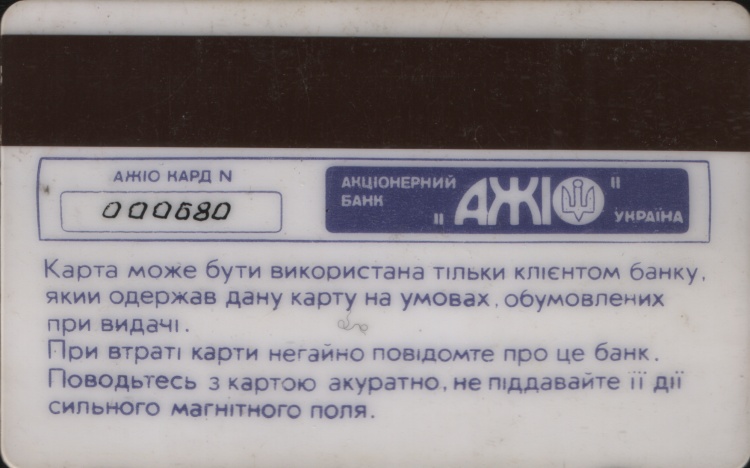 АЖІО КАРД N
000680
АКЦІОНЕРНИЙ
БАНК
"АЖІО"
УКРАЇНА
Карта може бути використана тільки клієнтом банку,
який одержав дану карту на умовах, обумовлених
при видачі.
При втраті карти негайно повідомте про це банк.
Поводьтесь з картою акуратно, не піддавайте її дії
сильного магнітного поля.